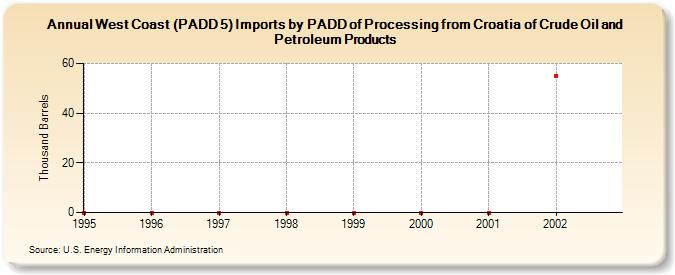 Annual West Coast (PADD 5) Imports by PADD of Processing from Croatia of Crude Oil and
Petroleum Products
Thousand Barrels
60
40
20
0
1995 1996 1997 1998 1999 2000 2001 2002
Source: U.S. Energy Information Administration